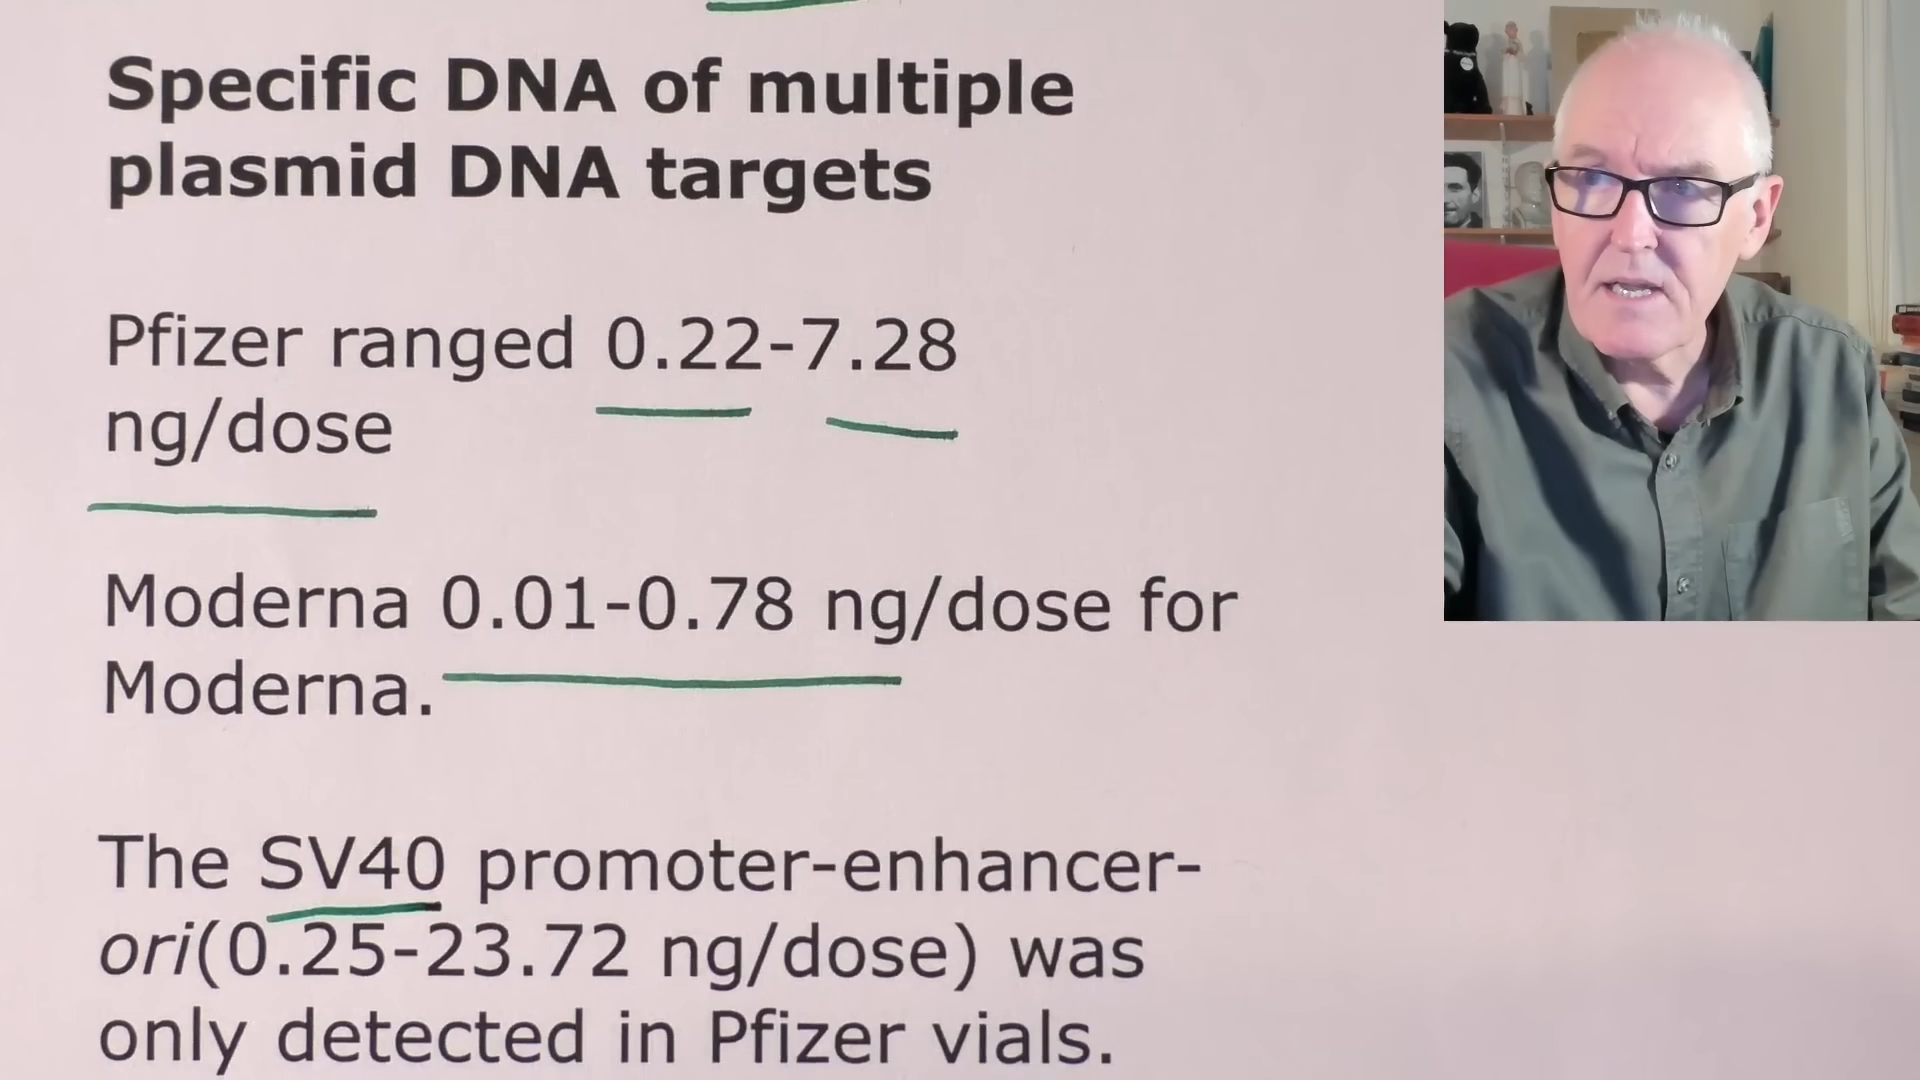 Specific DNA of multiple
plasmid DNA targets
Pfizer ranged 0.22-7.28
ng/dose
Moderna 0.01-0.78 ng/dose for
Moderna.
The SV40 promoter-enhancer-
ori(0.25-23.72 ng/dose) was
only detected in Pfizer vials.